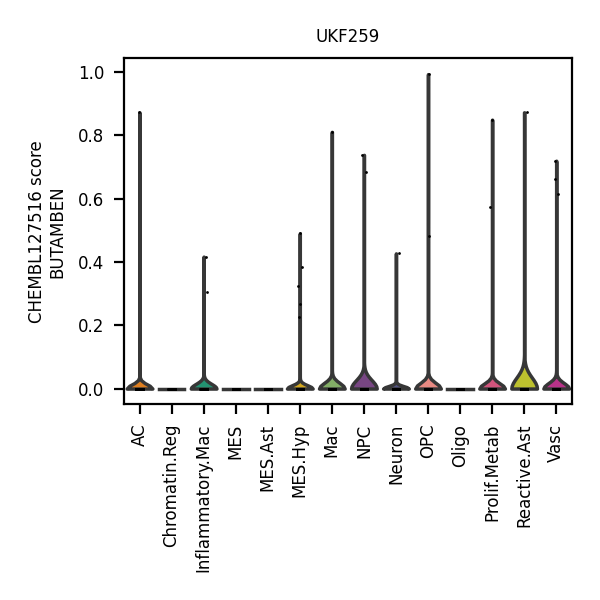 UKF259
CHEMBL127516 score
BUTAMBEN
1.0
0.8
0.6
0.4
0.2
0.0
AC
Chromatin.Reg
Inflammatory.Mac
MES
MES.Ast
MES.Hyp
Mac
NPC
Neuron
OPC
Oligo
Prolif.Metab
Reactive.Ast
Vasc